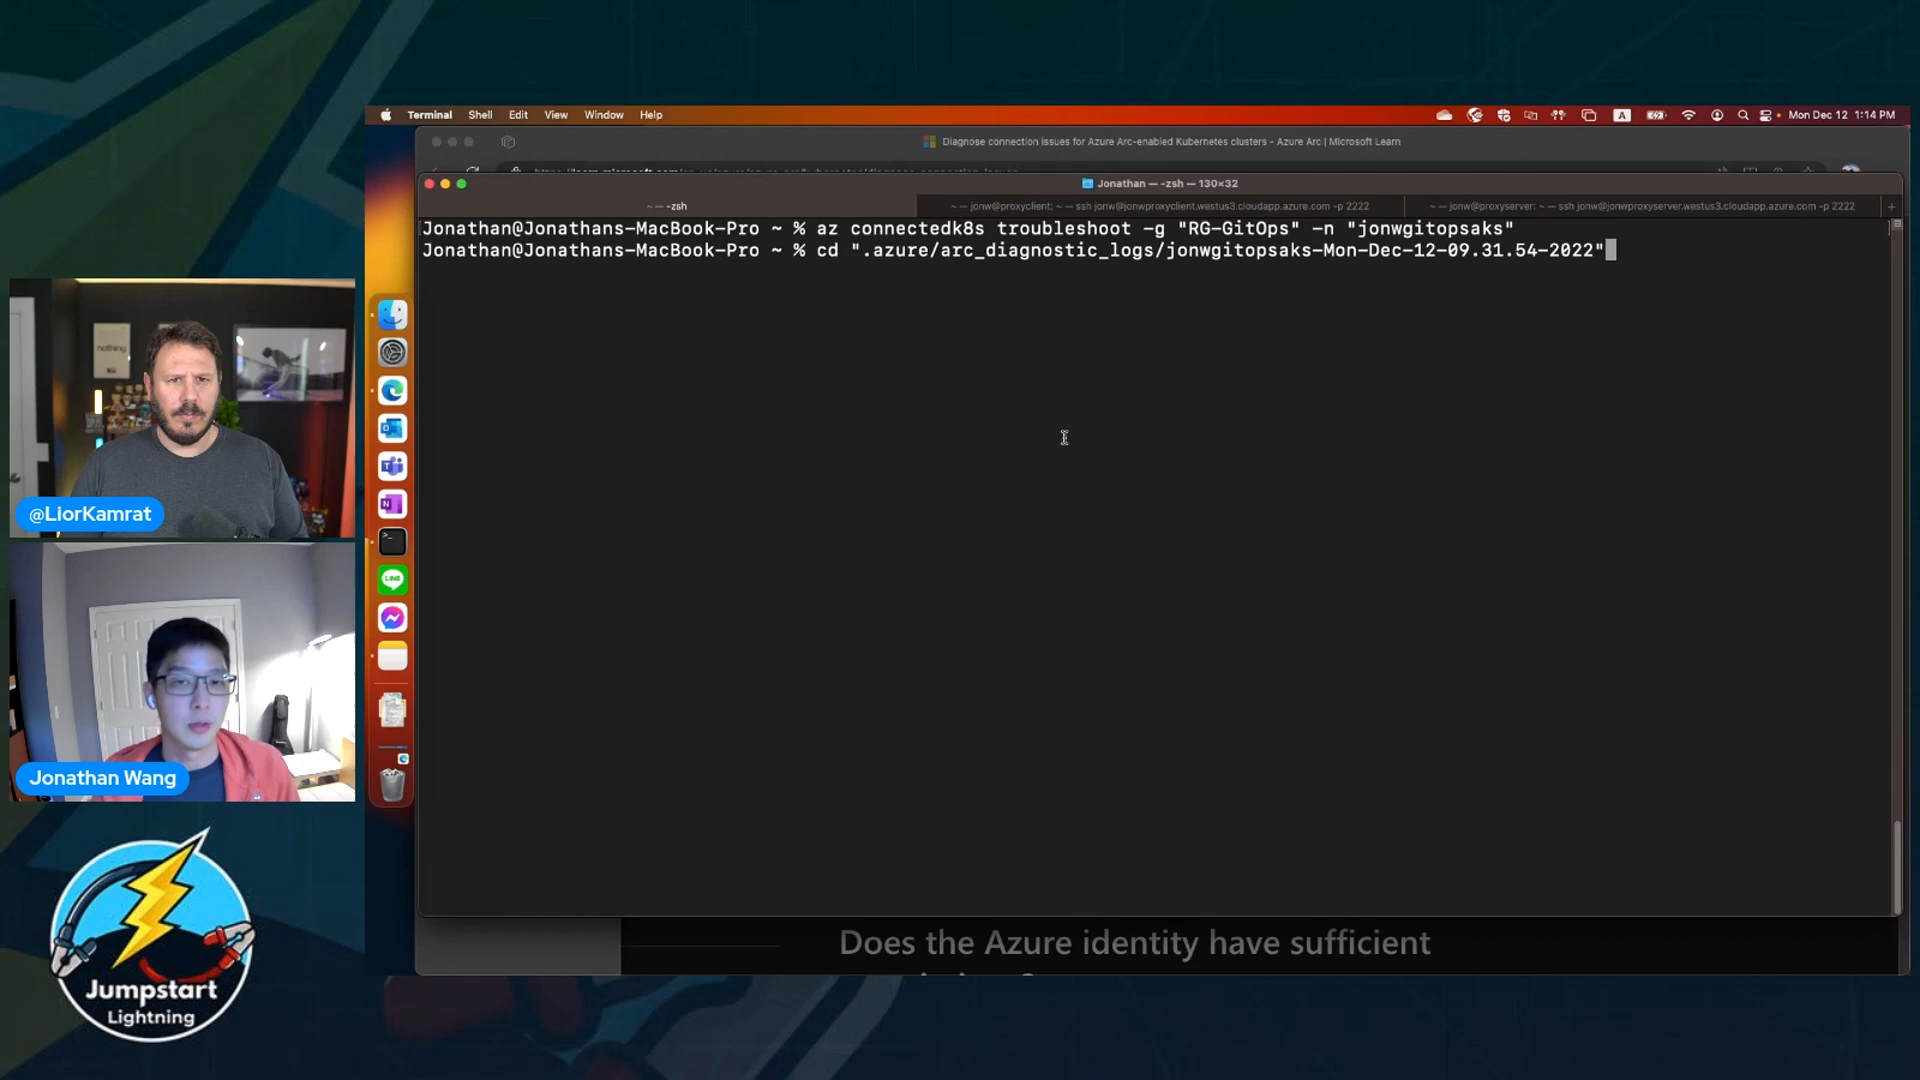 Terminal Shell Edit View Window Help
A
Mon Dec 12 1:14 PM
Diagnose connection issues for Azure Arc-enabled Kubernetes clusters - Azure Arc | Microsoft Learn
Jonathan — -zsh — 130×32
~ — -zsh
~ — jonw@proxyclient: ~ — ssh jonw@jonwproxyclient.westus3.cloudapp.azure.com -p 2222
~ — jonw@proxyserver: ~ — ssh jonw@jonwproxyserver.westus3.cloudapp.azure.com -p 2222
Jonathan@Jonathans-MacBook-Pro ~ % az connectedk8s troubleshoot -g "RG-GitOps" -n "jonwgitopsaks"
Jonathan@Jonathans-MacBook-Pro ~ % cd ".azure/arc_diagnostic_logs/jonwgitopsaks-Mon-Dec-12-09.31.54-2022"
nothing
@LiorKamrat
LINE
Jonathan Wang
Does the Azure identity have sufficient
Jumpstart
Lightning